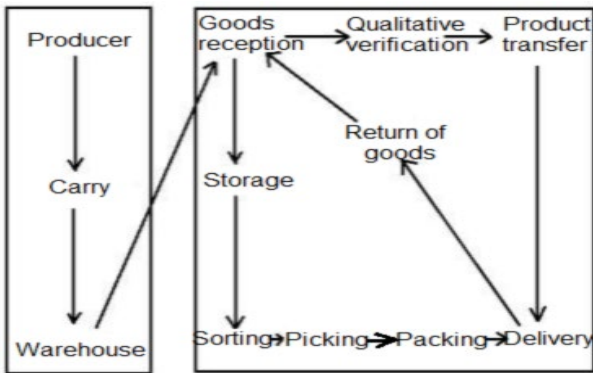 Producer
Carry
Warehouse
Goods
reception
Qualitative
verification
Product
transfer
Return of
goods
Storage
Sorting
Picking
Packing
Delivery